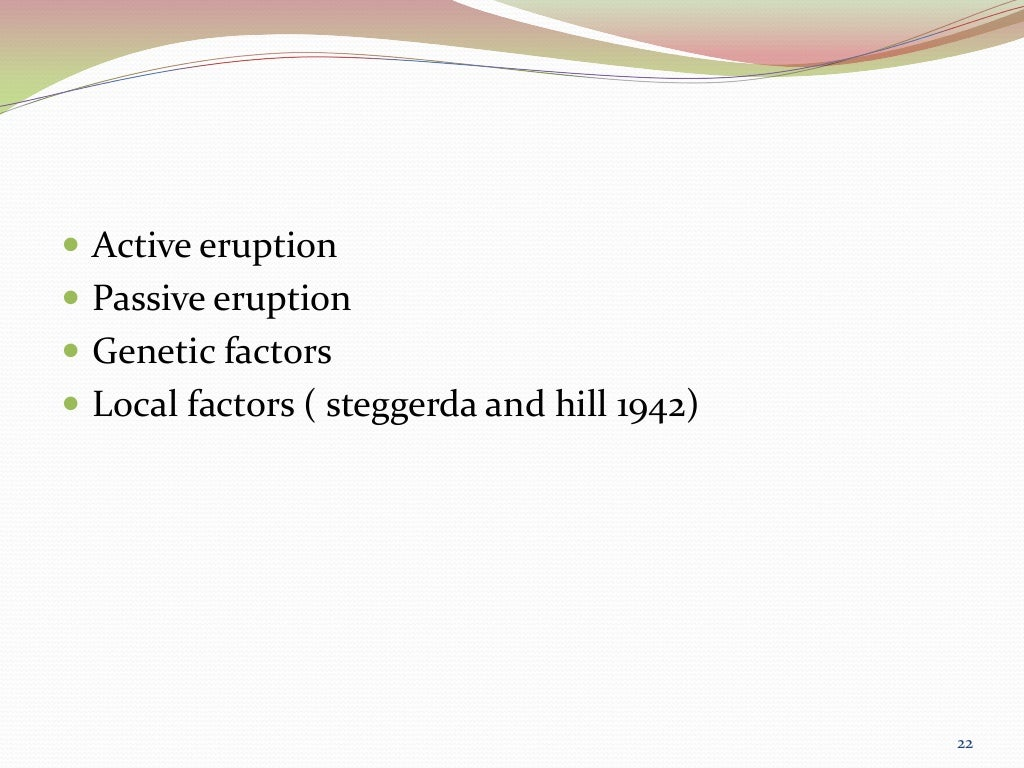 Active eruption
Passive eruption
Genetic factors
Local factors ( steggerda and hill 1942)
22